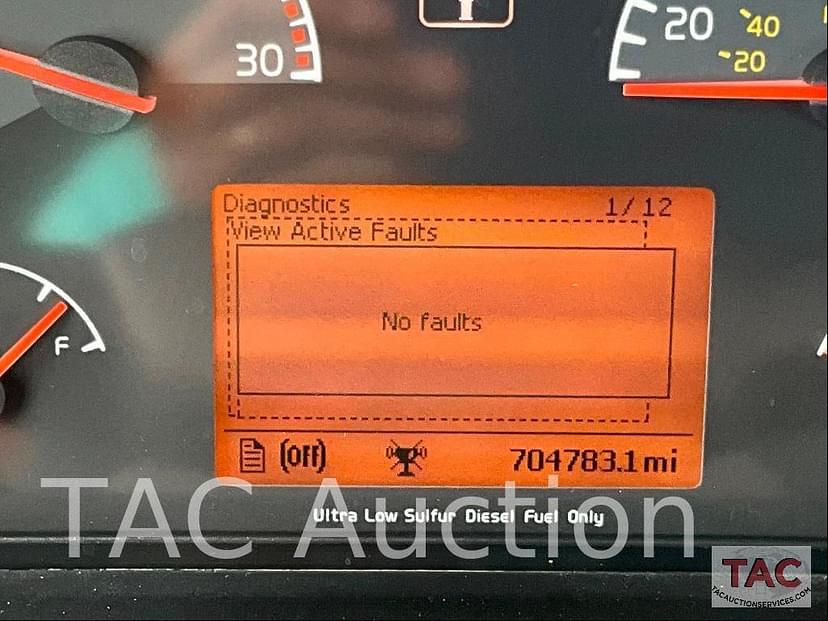 30
20
40
20
Diagnostics 1/12
View Active Faults
No faults
F
(Off) 704783.1mi
Ultra Low Sulfur Diesel Fuel Only
TAC Auction
TAC
TACAUCTIONSERVICES.COM